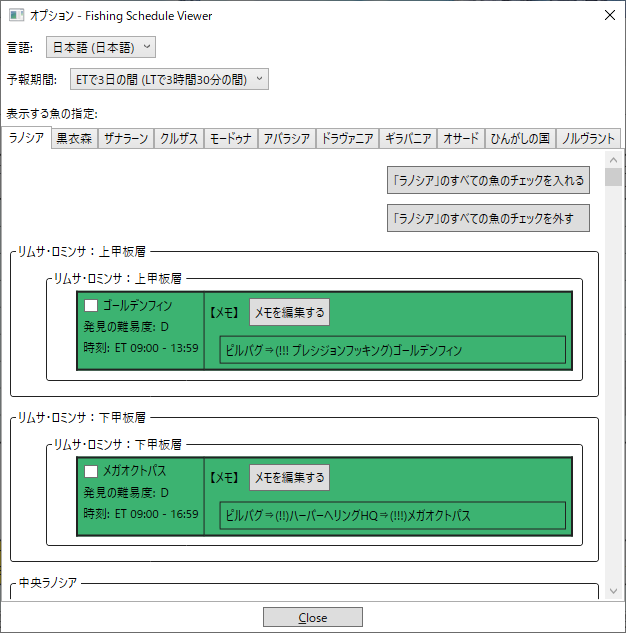 オプション - Fishing Schedule Viewer
言語: 日本語 (日本語)
予報期間: ETで3日の間 (LTで3時間30分の間)
表示する魚の指定:
ラノシア 黒衣森 ザナラーン クルザス モードゥナ アバラシア ドラヴァニア ギラバニア オサード ひんがしの国 ノルヴラント
「ラノシア」のすべての魚のチェックを入れる
「ラノシア」のすべての魚のチェックを外す
リムサ・ロミンサ：上甲板層
リムサ・ロミンサ：上甲板層
ゴールデンフィン
発見の難易度: D
時刻: ET 09:00 - 13:59
【メモ】 メモを編集する
ピルバグ⇒(!!! プレシジョンフッキング)ゴールデンフィン
リムサ・ロミンサ：下甲板層
リムサ・ロミンサ：下甲板層
メガオクトパス
発見の難易度: D
時刻: ET 09:00 - 16:59
【メモ】 メモを編集する
ピルバグ⇒(!!)ハーバーヘリングHQ⇒(!!!)メガオクトパス
中央ラノシア
Close